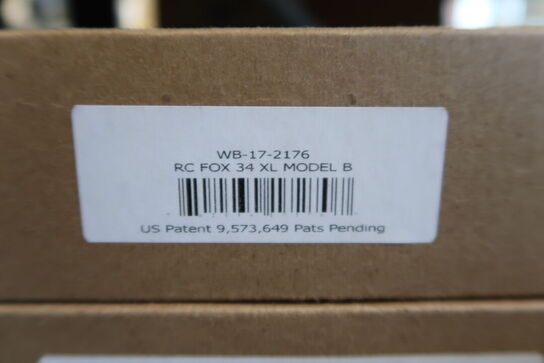 WB-17-2176
RC FOX 34 XL MODEL B
US Patent 9,573,649 Pats Pending